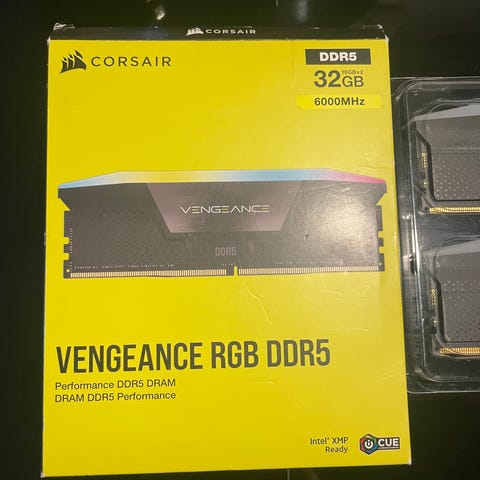 CORSAIR
CORSAIR
DDR5
32GB
16GBx2
6000MHz
VENGEANCE
DDR5
VENGEANCE RGB DDR5
Performance DDR5 DRAM
DRAM DDR5 Performance
Intel® XMP
Ready
iCUE